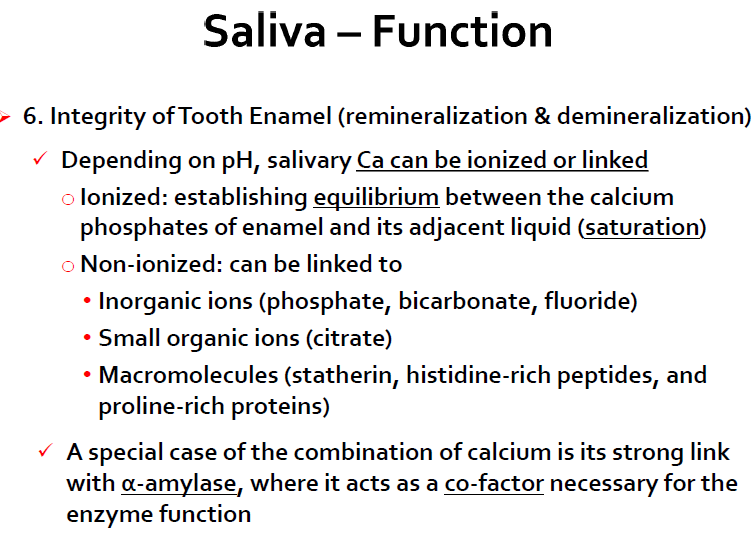 Saliva – Function
6. Integrity of Tooth Enamel (remineralization & demineralization)
Depending on pH, salivary Ca can be ionized or linked
Ionized: establishing equilibrium between the calcium
phosphates of enamel and its adjacent liquid (saturation)
Non-ionized: can be linked to
Inorganic ions (phosphate, bicarbonate, fluoride)
Small organic ions (citrate)
Macromolecules (statherin, histidine-rich peptides, and
proline-rich proteins)
A special case of the combination of calcium is its strong link
with α-amylase, where it acts as a co-factor necessary for the
enzyme function